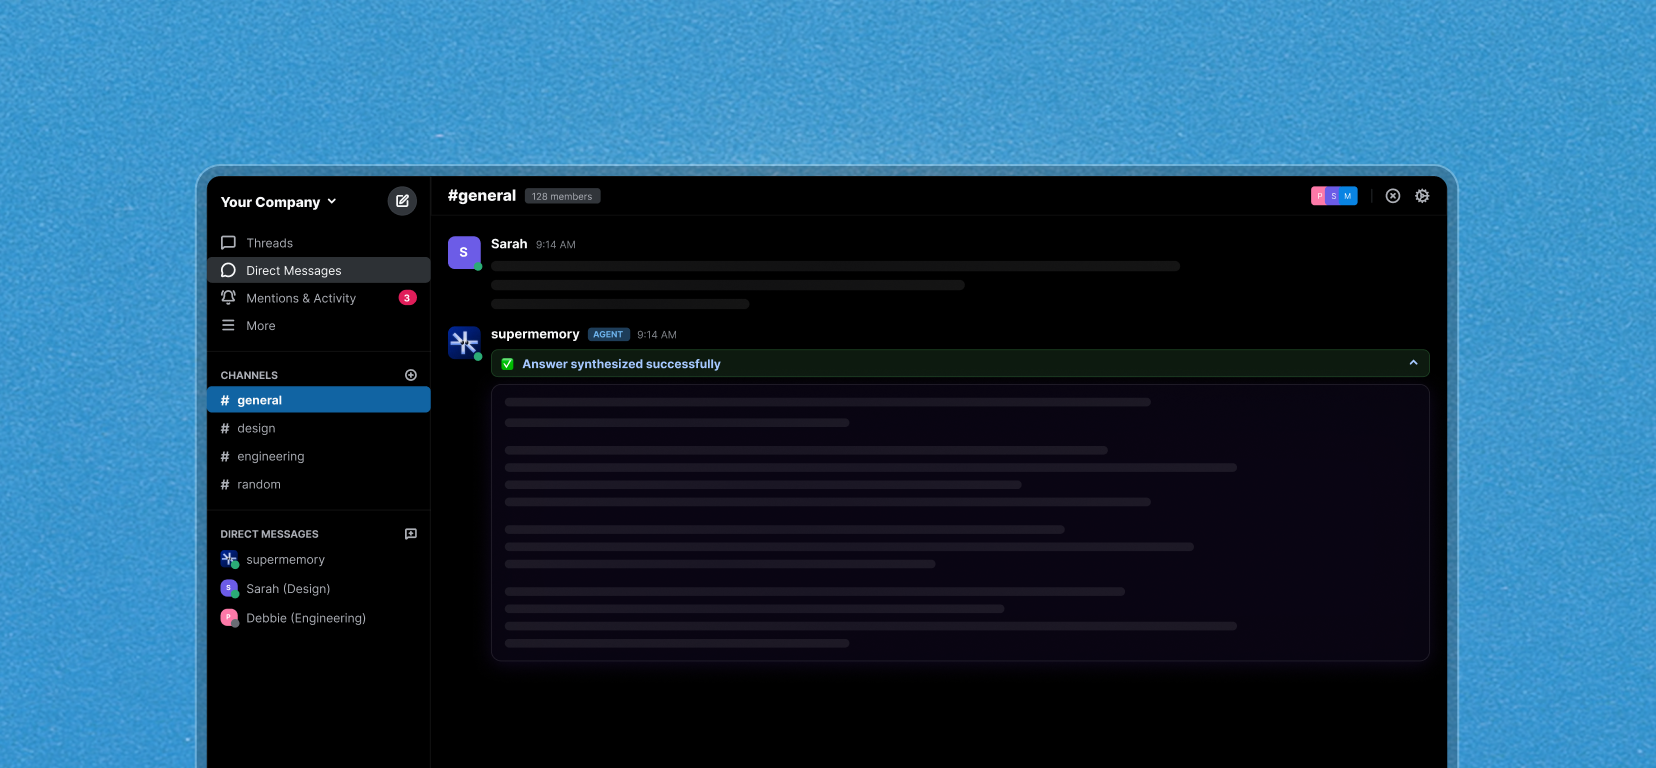 Your Company
Threads
Direct Messages
Mentions & Activity 3
More
CHANNELS
# general
# design
# engineering
# random
DIRECT MESSAGES
supermemory
S Sarah (Design)
P Debbie (Engineering)
#general 128 members
P S M
S Sarah 9:14 AM
supermemory AGENT 9:14 AM
✅ Answer synthesized successfully